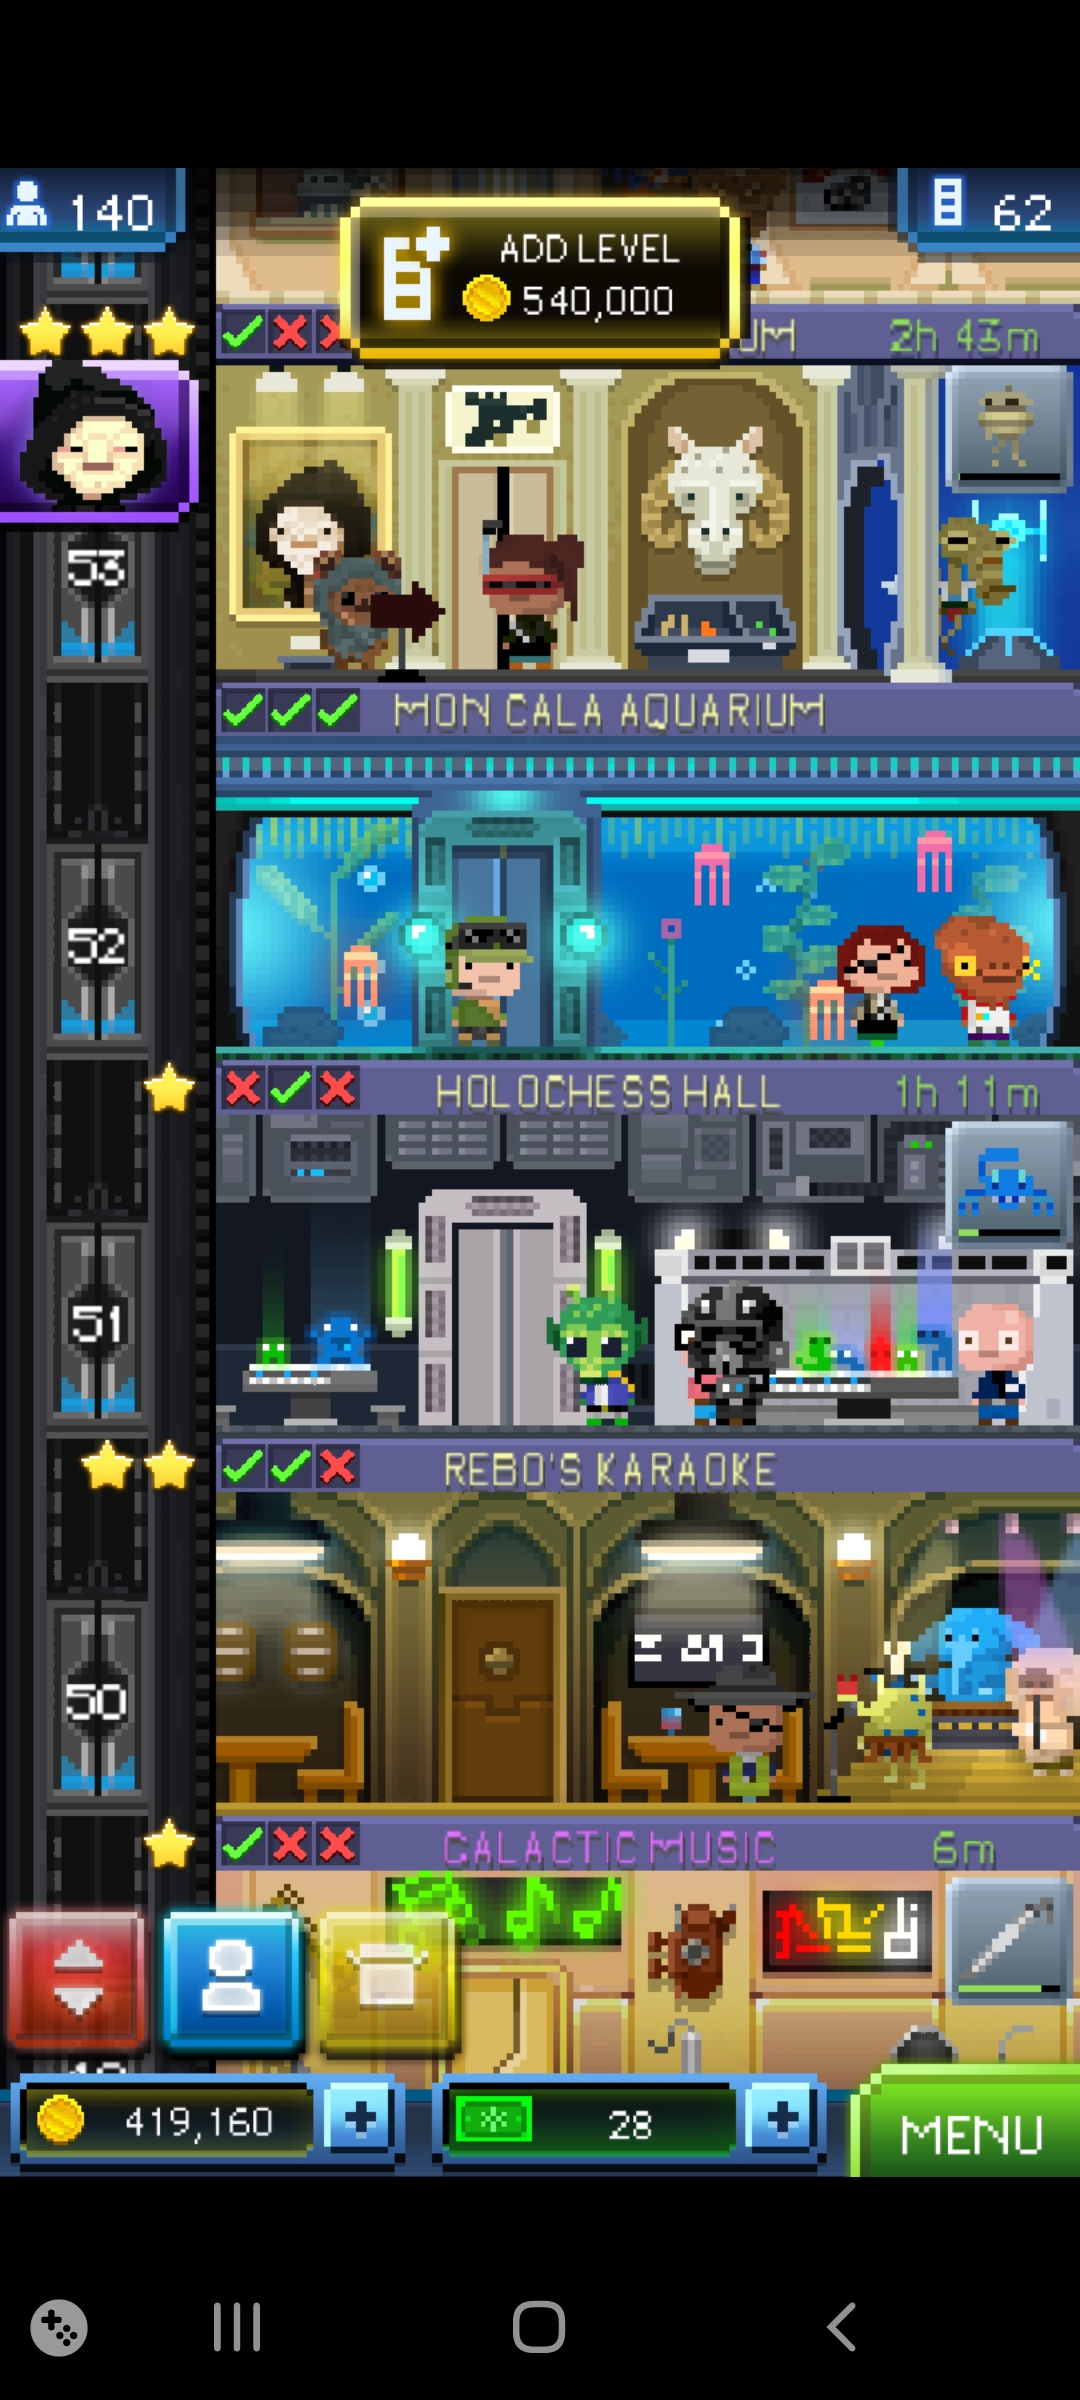 140
ADD LEVEL
540,000
62
UM 2h 43m
53
MON CALA AQUARIUM
52
HOLOCHESS HALL 1h 11m
51
REBO'S KARAOKE
50
GALACTIC MUSIC 6m
419,160
28
MENU